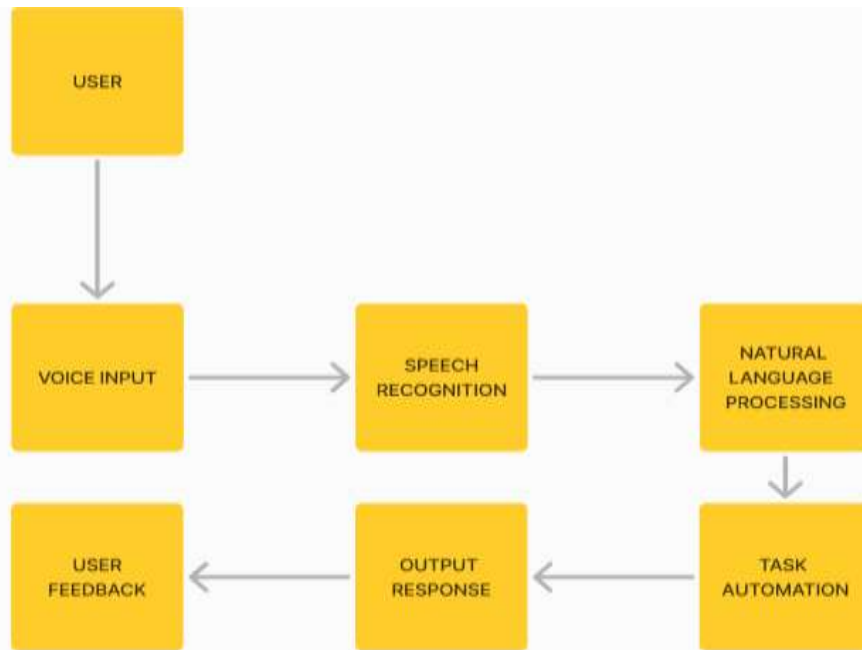 USER
VOICE INPUT
SPEECH
RECOGNITION
NATURAL
LANGUAGE
PROCESSING
USER
FEEDBACK
OUTPUT
RESPONSE
TASK
AUTOMATION